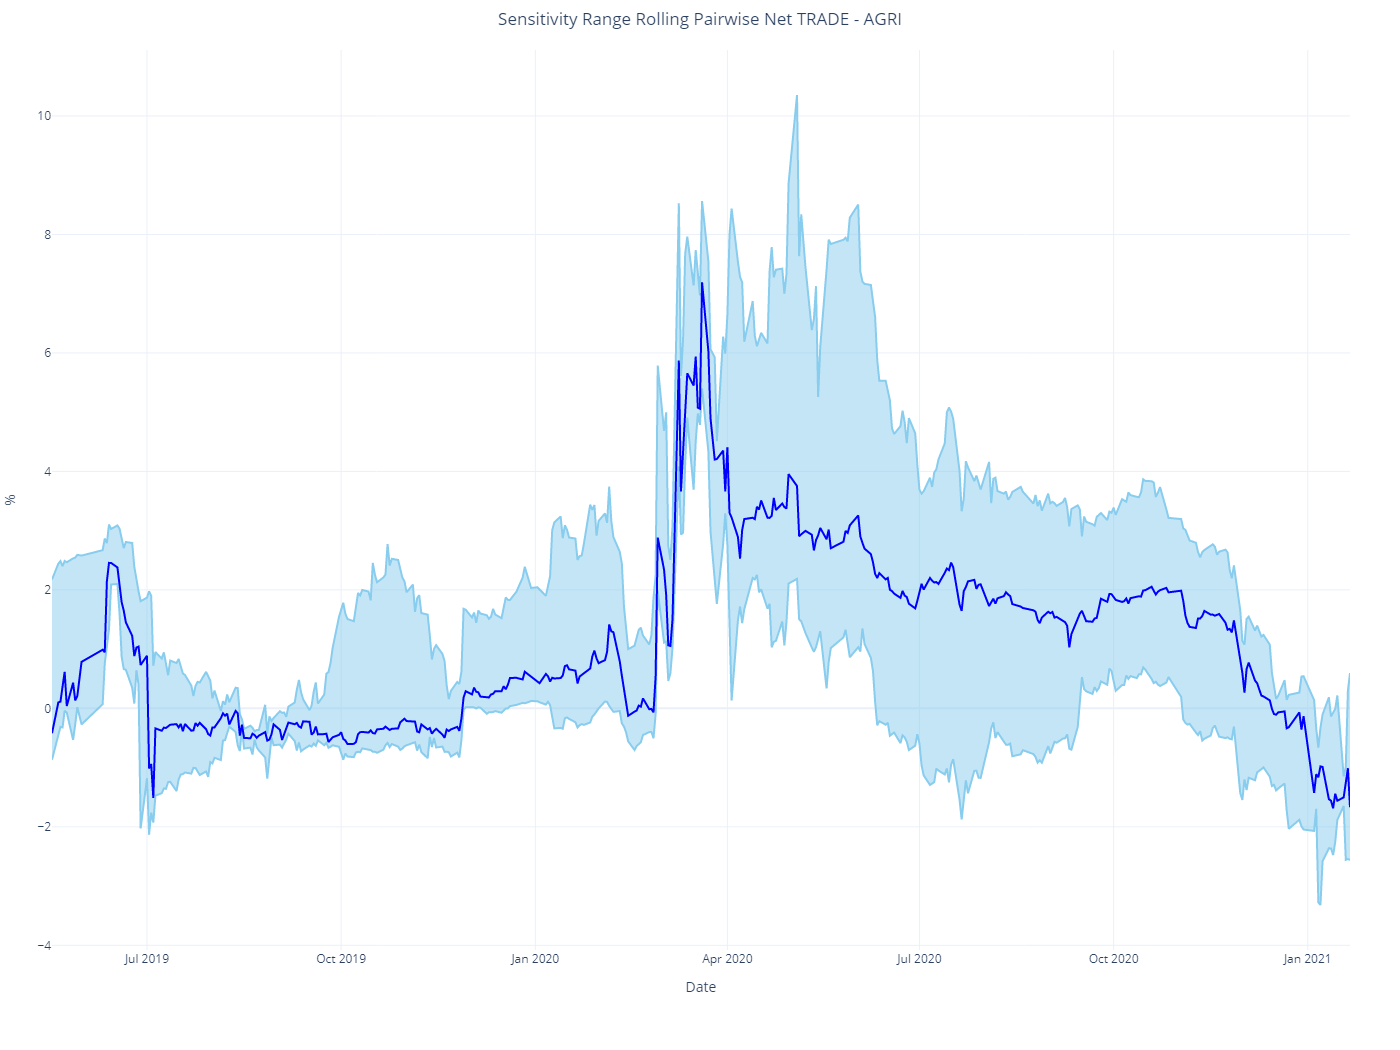 Sensitivity Range Rolling Pairwise Net TRADE - AGRI
10
8
6
4
2
0
−2
−4
%
Jul 2019
Oct 2019
Jan 2020
Apr 2020
Jul 2020
Oct 2020
Jan 2021
Date